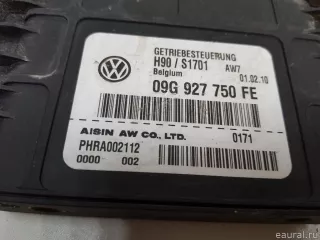 GETRIEBESTEUERUNG
H90 / S1701 AW7
Belgium 01.02.10
09G 927 750 FE
AISIN AW CO., LTD. 0171
PHRA002112
0000 002
eaural.ru